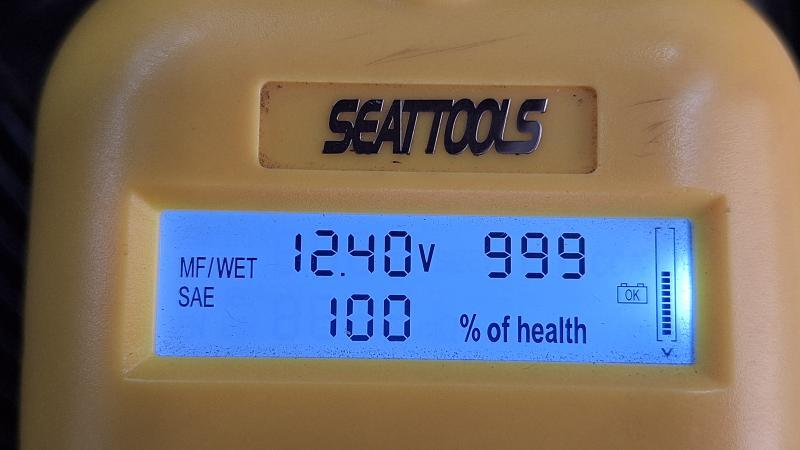 SEATTOOLS
MF/WET 12.40V 999
SAE 100 % of health
OK
V